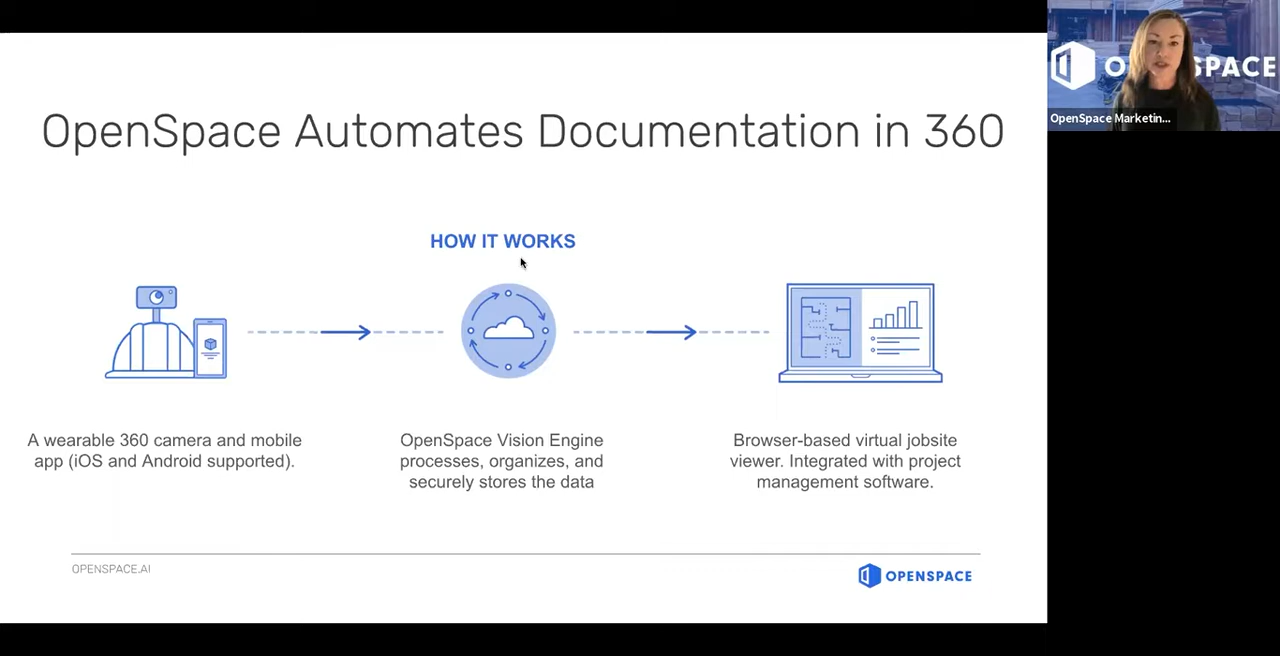 OpenSpace Automates Documentation in 360
HOW IT WORKS
A wearable 360 camera and mobile
app (iOS and Android supported).
OpenSpace Vision Engine
processes, organizes, and
securely stores the data
Browser-based virtual jobsite
viewer. Integrated with project
management software.
OPENSPACE.AI
OPENSPACE
O SPACE
OpenSpace Marketin...